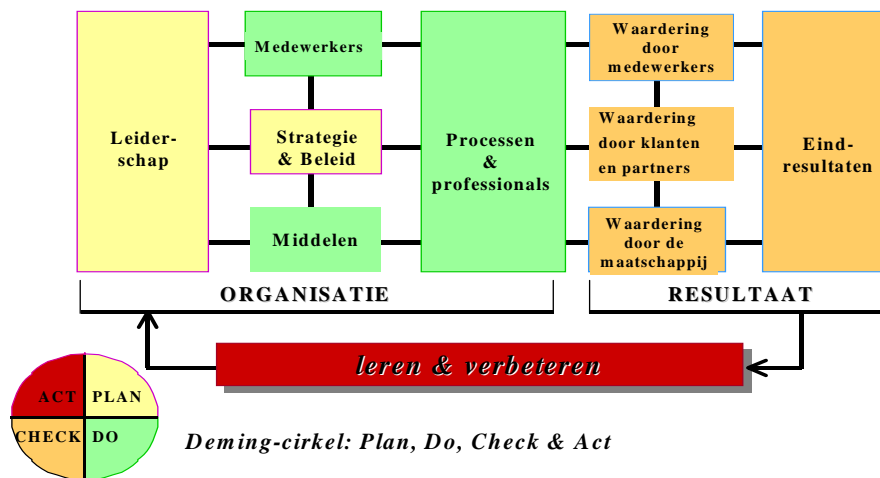 Leider-
schap
Medewerkers
Strategie
& Beleid
Middelen
Processen
&
professionals
Waardering
door
medewerkers
Waardering
door klanten
en partners
Waardering
door de
maatschappij
Eind-
resultaten
ORGANISATIE
RESULTAAT
leren & verbeteren
ACT
PLAN
CHECK
DO
Deming-cirkel: Plan, Do, Check & Act